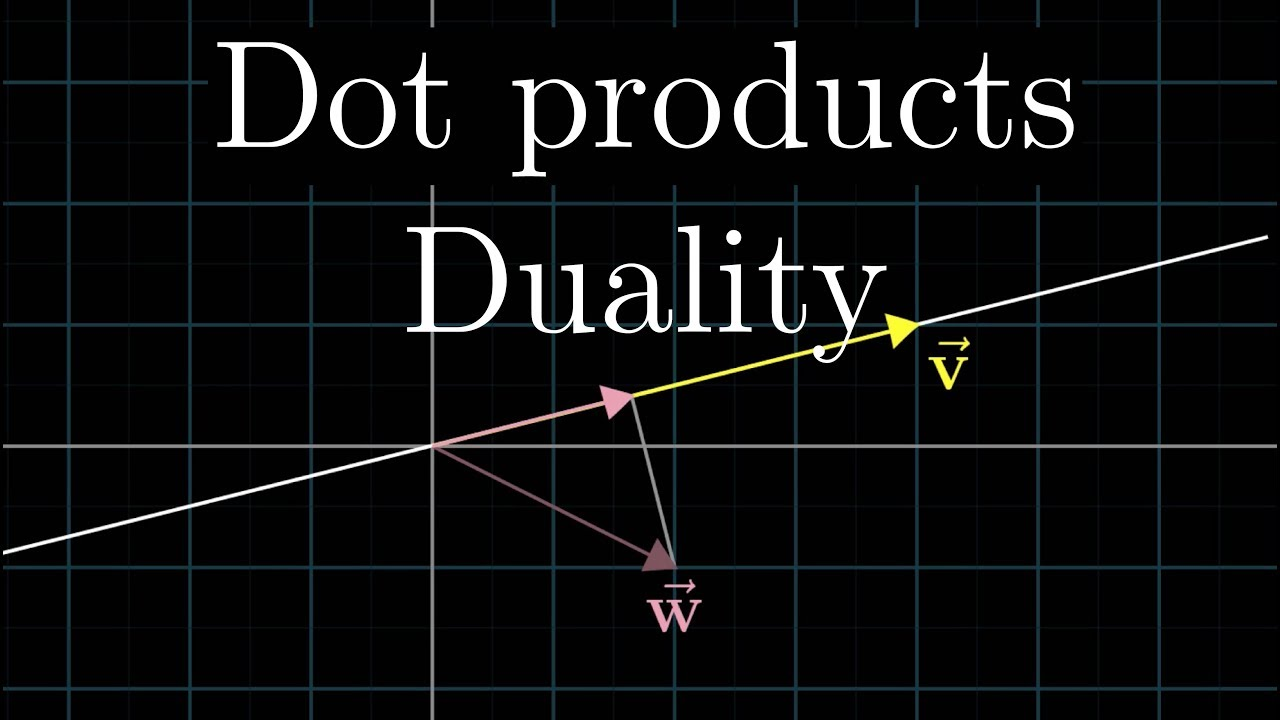 Dot products
Duality
v⃗
w⃗